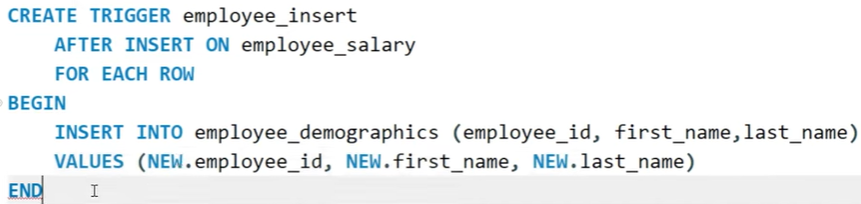 CREATE TRIGGER employee_insert
    AFTER INSERT ON employee_salary
    FOR EACH ROW
BEGIN
    INSERT INTO employee_demographics (employee_id, first_name,last_name)
    VALUES (NEW.employee_id, NEW.first_name, NEW.last_name)
END